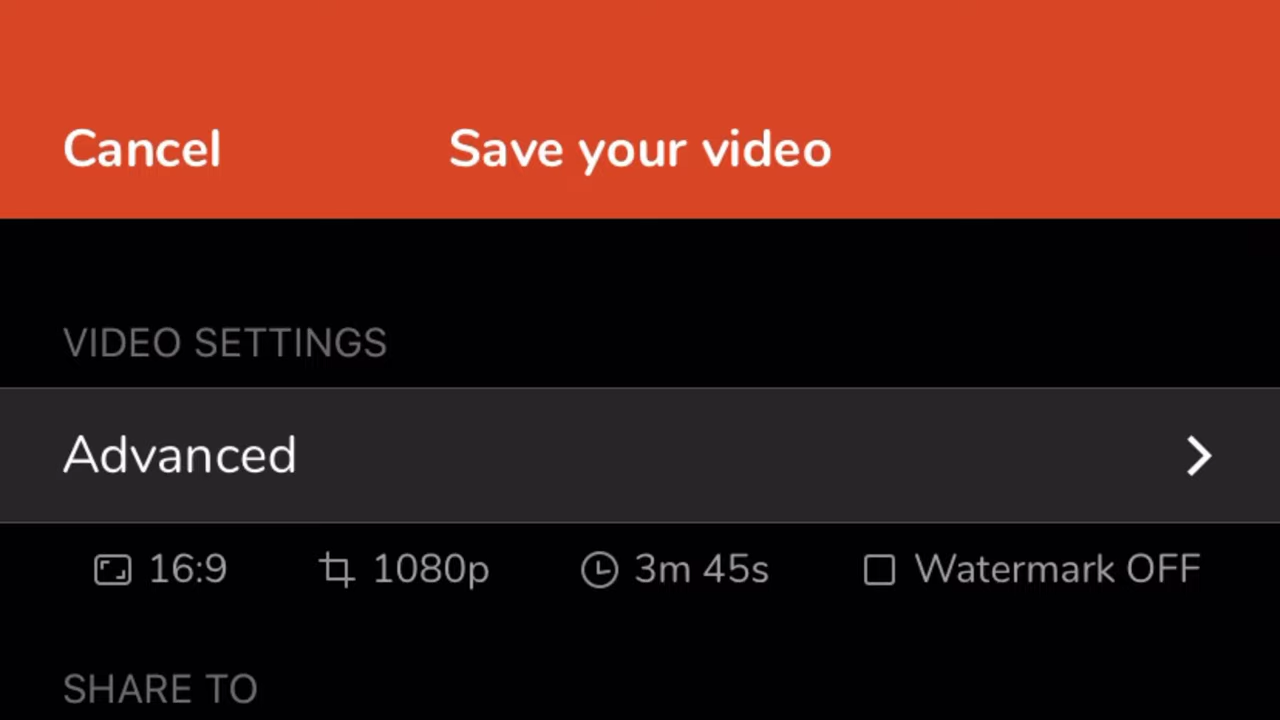 Cancel Save your video
VIDEO SETTINGS
Advanced
16:9 1080p 3m 45s Watermark OFF
SHARE TO